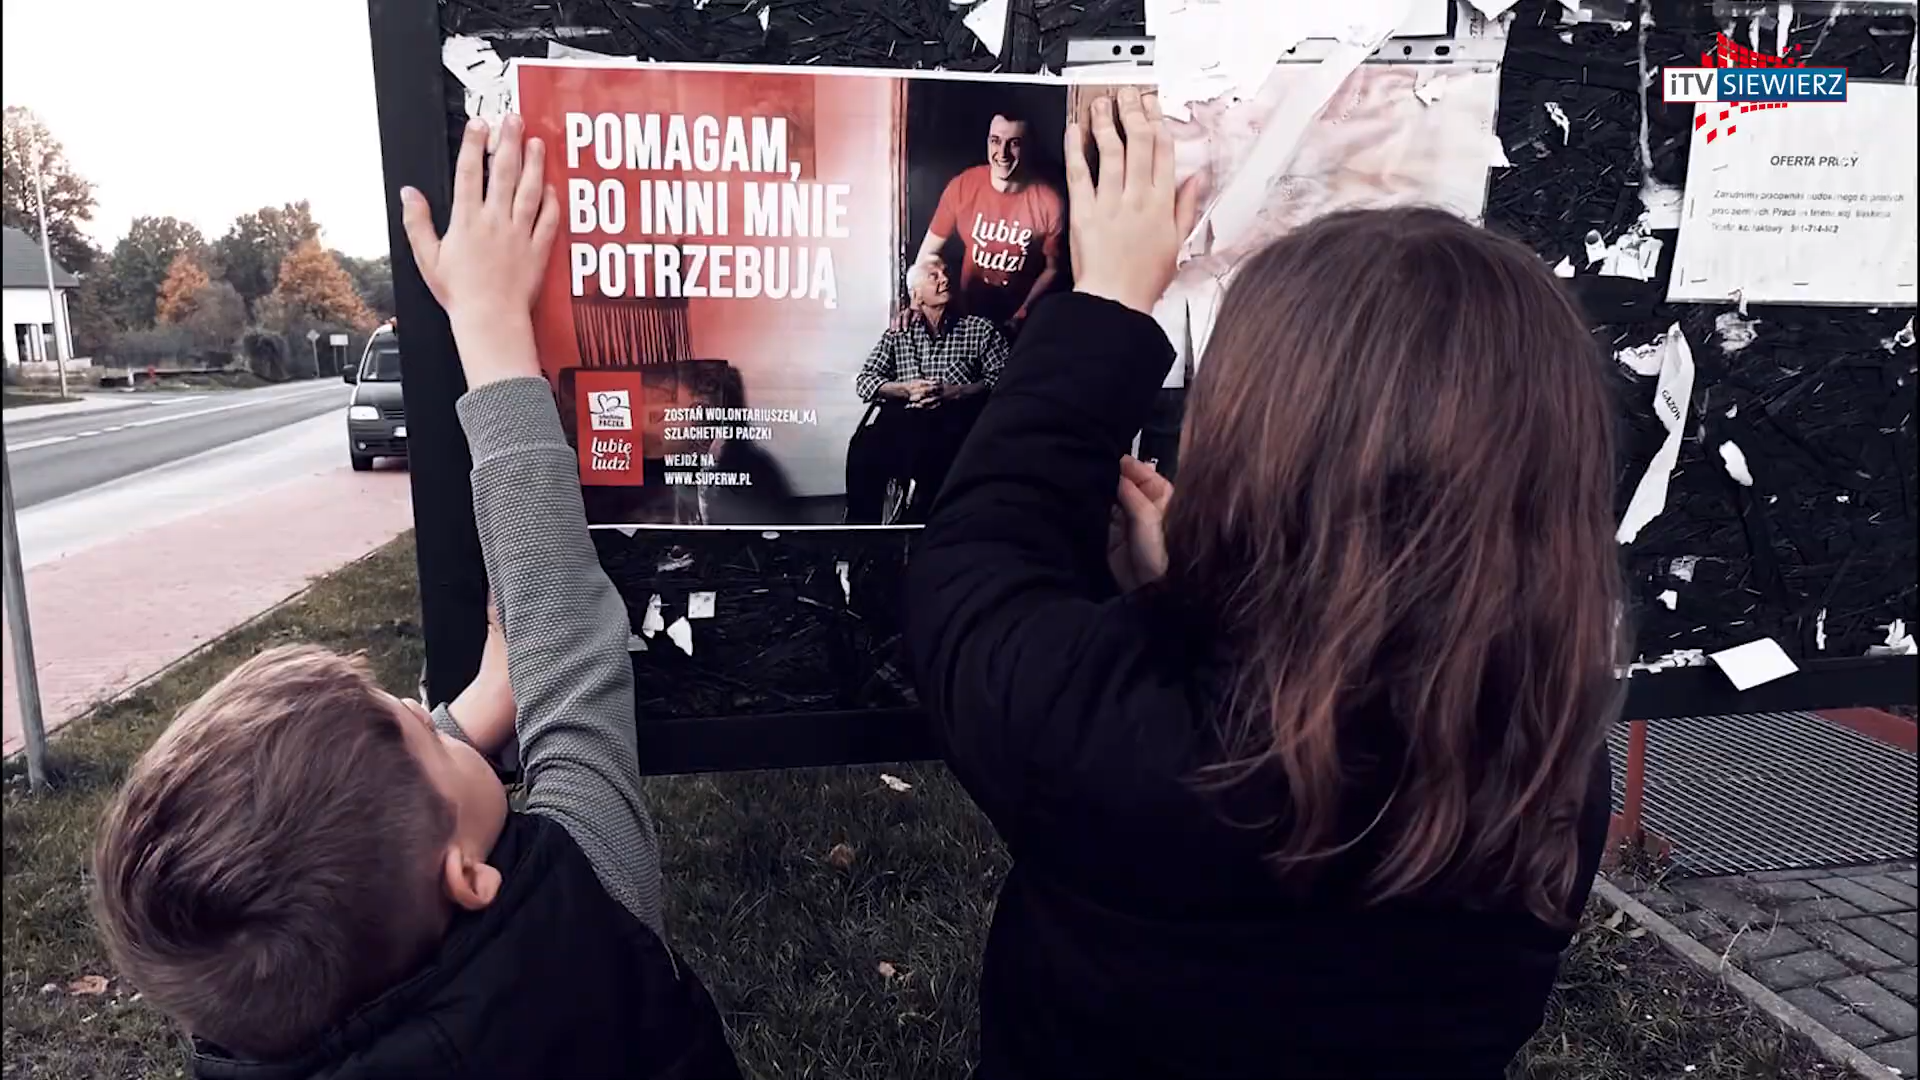 POMAGAM,
BO INNI MNIE
POTRZEBUJĄ
Lubię
ludzi
PACZKA
Lubię
ludzi
ZOSTAŃ WOLONTARIUSZEM_KĄ
SZLACHETNEJ PACZKI
WEJDŹ NA
WWW.SUPERW.PL
iTV SIEWIERZ
OFERTA PRACY